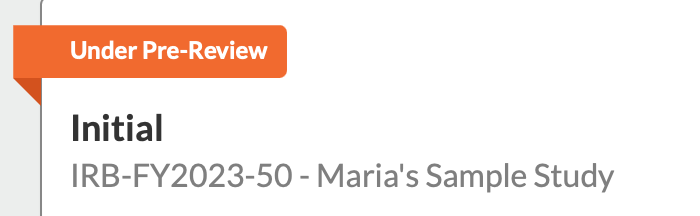 Under Pre-Review
Initial
IRB-FY2023-50 - Maria's Sample Study